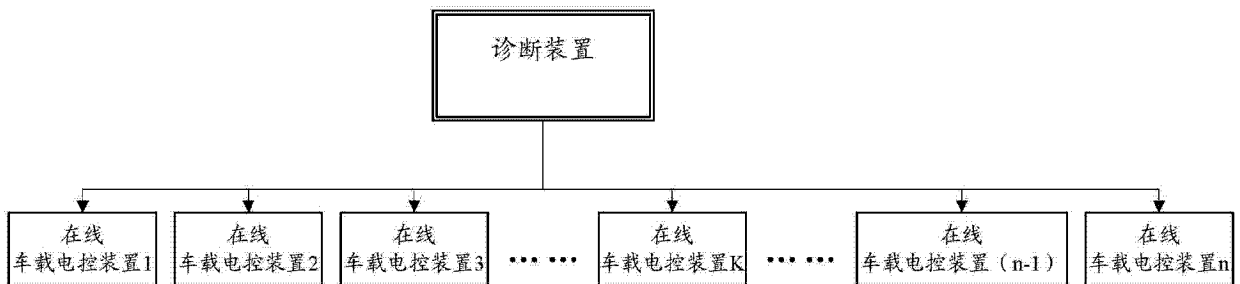 诊断装置
在线
车载电控装置1
在线
车载电控装置2
在线
车载电控装置3
……
在线
车载电控装置K
……
在线
车载电控装置（n-1）
在线
车载电控装置n